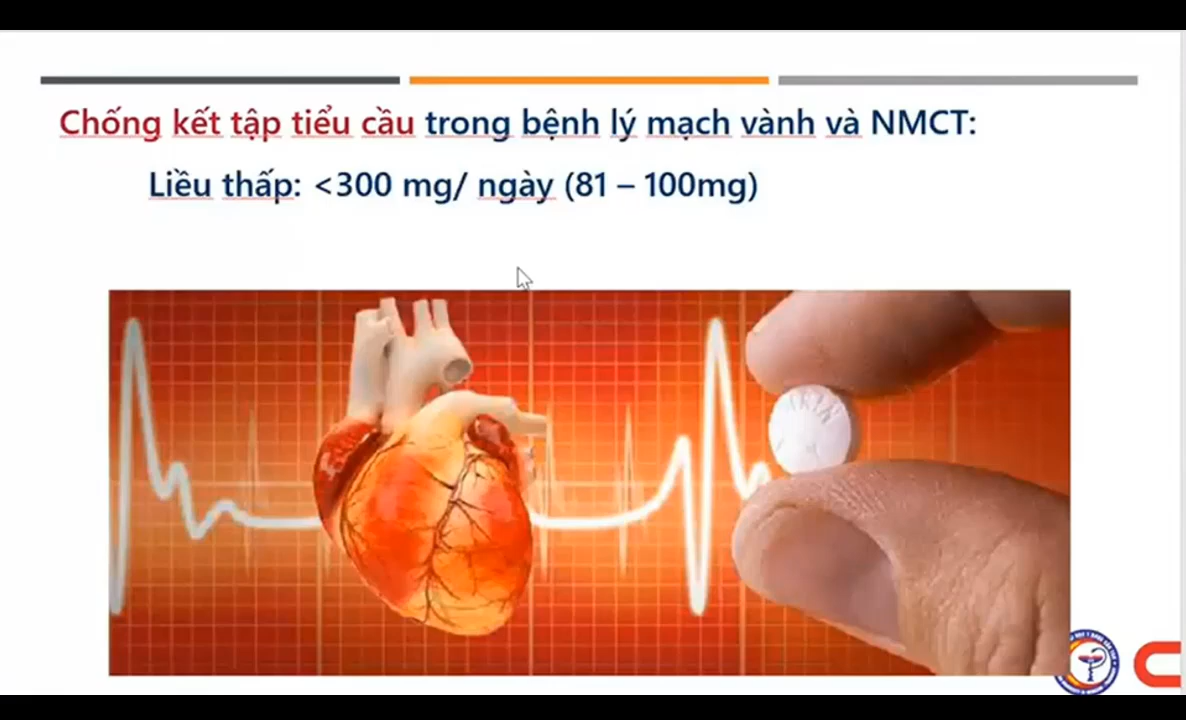 Chống kết tập tiểu cầu trong bệnh lý mạch vành và NMCT:
Liều thấp: <300 mg/ ngày (81 – 100mg)